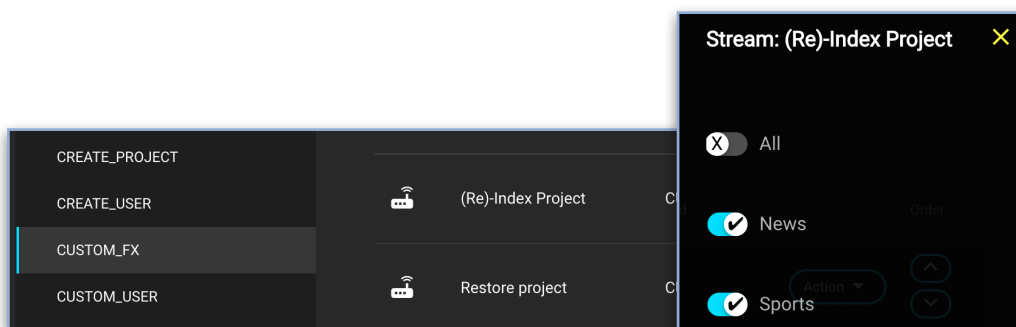 Stream: (Re)-Index Project
X All
News
Sports
CREATE_PROJECT
CREATE_USER
CUSTOM_FX
CUSTOM_USER
(Re)-Index Project
Restore project
Order
Action